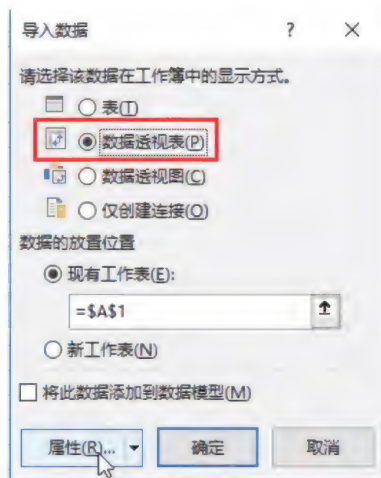 导入数据 ? ×
请选择该数据在工作簿中的显示方式。
表(T)
数据透视表(P)
数据透视图(C)
仅创建连接(O)
数据的放置位置
现有工作表(E):
=$A$1
新工作表(N)
将此数据添加到数据模型(M)
属性(R)... 确定 取消